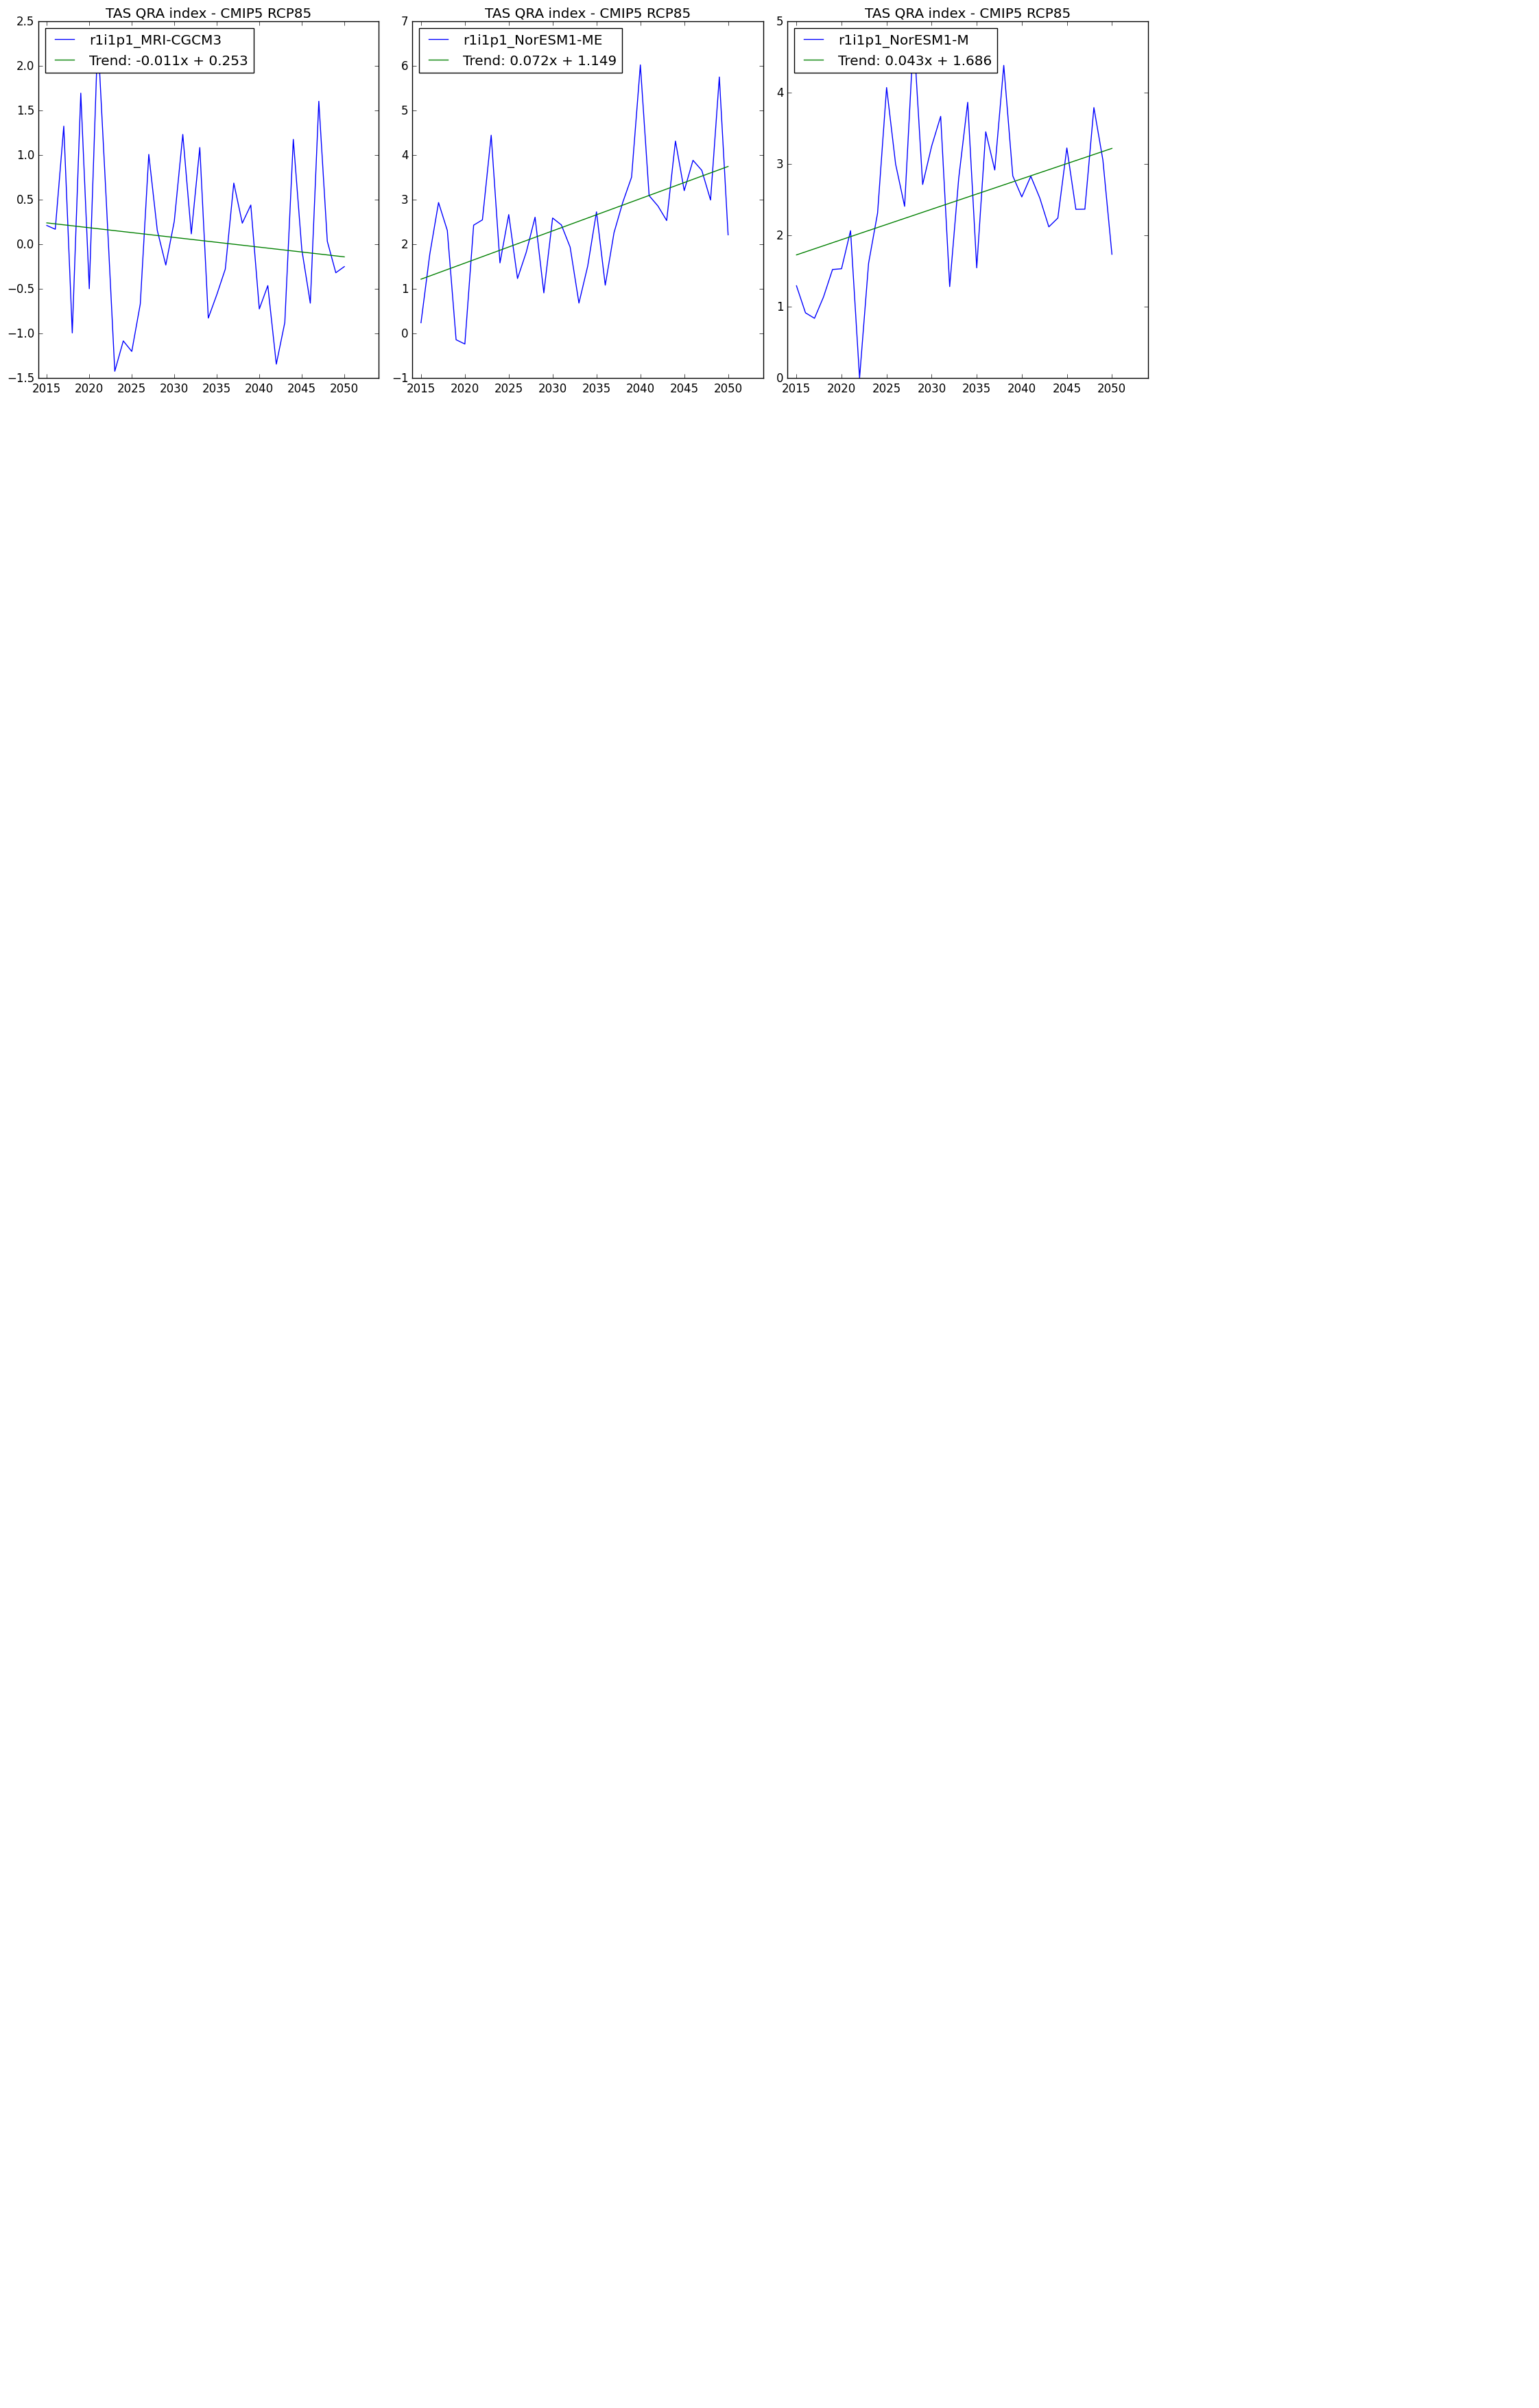 TAS QRA index - CMIP5 RCP85
r1i1p1_MRI-CGCM3
Trend: -0.011x + 0.253
2.5
2.0
1.5
1.0
0.5
0.0
−0.5
−1.0
−1.5
2015 2020 2025 2030 2035 2040 2045 2050
TAS QRA index - CMIP5 RCP85
r1i1p1_NorESM1-ME
Trend: 0.072x + 1.149
7
6
5
4
3
2
1
0
−1
2015 2020 2025 2030 2035 2040 2045 2050
TAS QRA index - CMIP5 RCP85
r1i1p1_NorESM1-M
Trend: 0.043x + 1.686
5
4
3
2
1
0
2015 2020 2025 2030 2035 2040 2045 2050